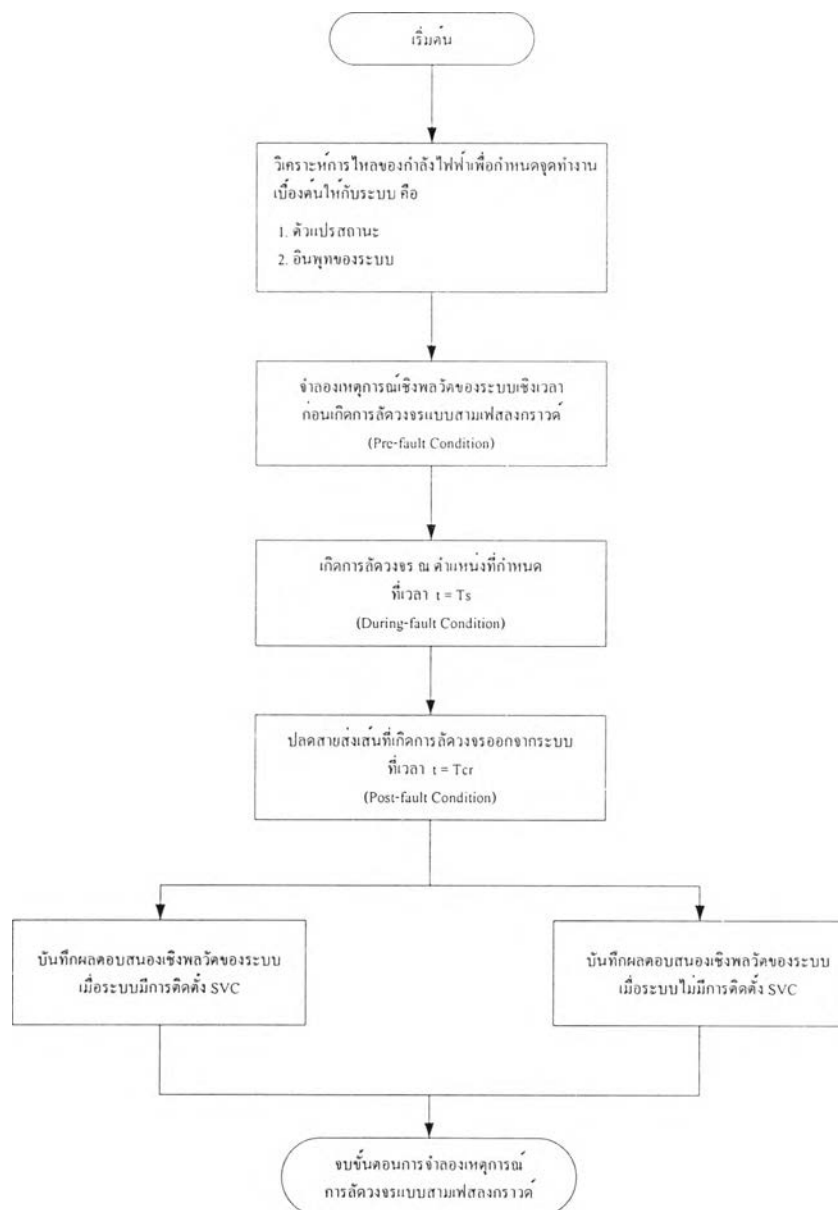 เริ่มต้น
วิเคราะห์การไหลของกำลังไฟฟ้าเพื่อกำหนดจุดทำงาน
เบื้องต้นให้กับระบบ คือ
1. ตัวแปรสถานะ
2. อินพุทของระบบ
จำลองเหตุการณ์เชิงพลวัตของระบบเชิงเวลา
ก่อนเกิดการลัดวงจรแบบสามเฟสลงกราวด์
(Pre-fault Condition)
เกิดการลัดวงจร ณ ตำแหน่งที่กำหนด
ที่เวลา t = Ts
(During-fault Condition)
ปลดสายส่งเส้นที่เกิดการลัดวงจรออกจากระบบ
ที่เวลา t = Tcr
(Post-fault Condition)
บันทึกผลตอบสนองเชิงพลวัตของระบบ
เมื่อระบบมีการติดตั้ง SVC
บันทึกผลตอบสนองเชิงพลวัตของระบบ
เมื่อระบบไม่มีการติดตั้ง SVC
จบขั้นตอนการจำลองเหตุการณ์
การลัดวงจรแบบสามเฟสลงกราวด์